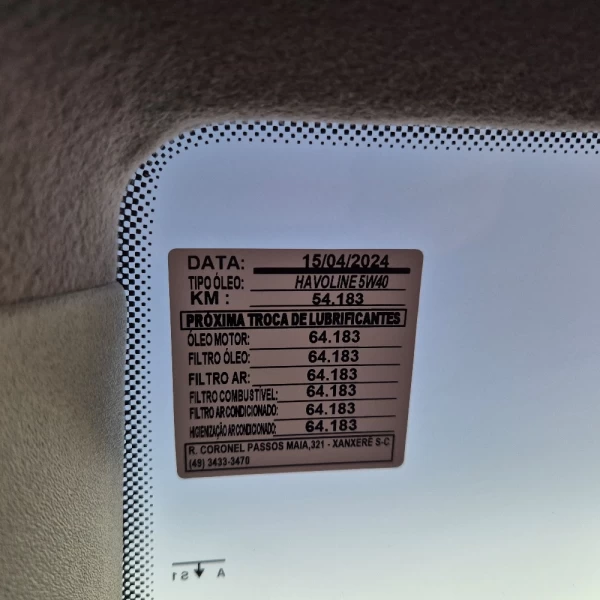 DATA: 15/04/2024
TIPO ÓLEO: HAVOLINE 5W40
KM : 54.183
PRÓXIMA TROCA DE LUBRIFICANTES
ÓLEO MOTOR: 64.183
FILTRO ÓLEO: 64.183
FILTRO AR: 64.183
FILTRO COMBUSTÍVEL: 64.183
FILTRO AR CONDICIONADO: 64.183
HIGIENIZAÇÃO AR CONDICIONADO: 64.183
R. CORONEL PASSOS MAIA,321 - XANXERÊ S-C
(49) 3433-3470
A S1